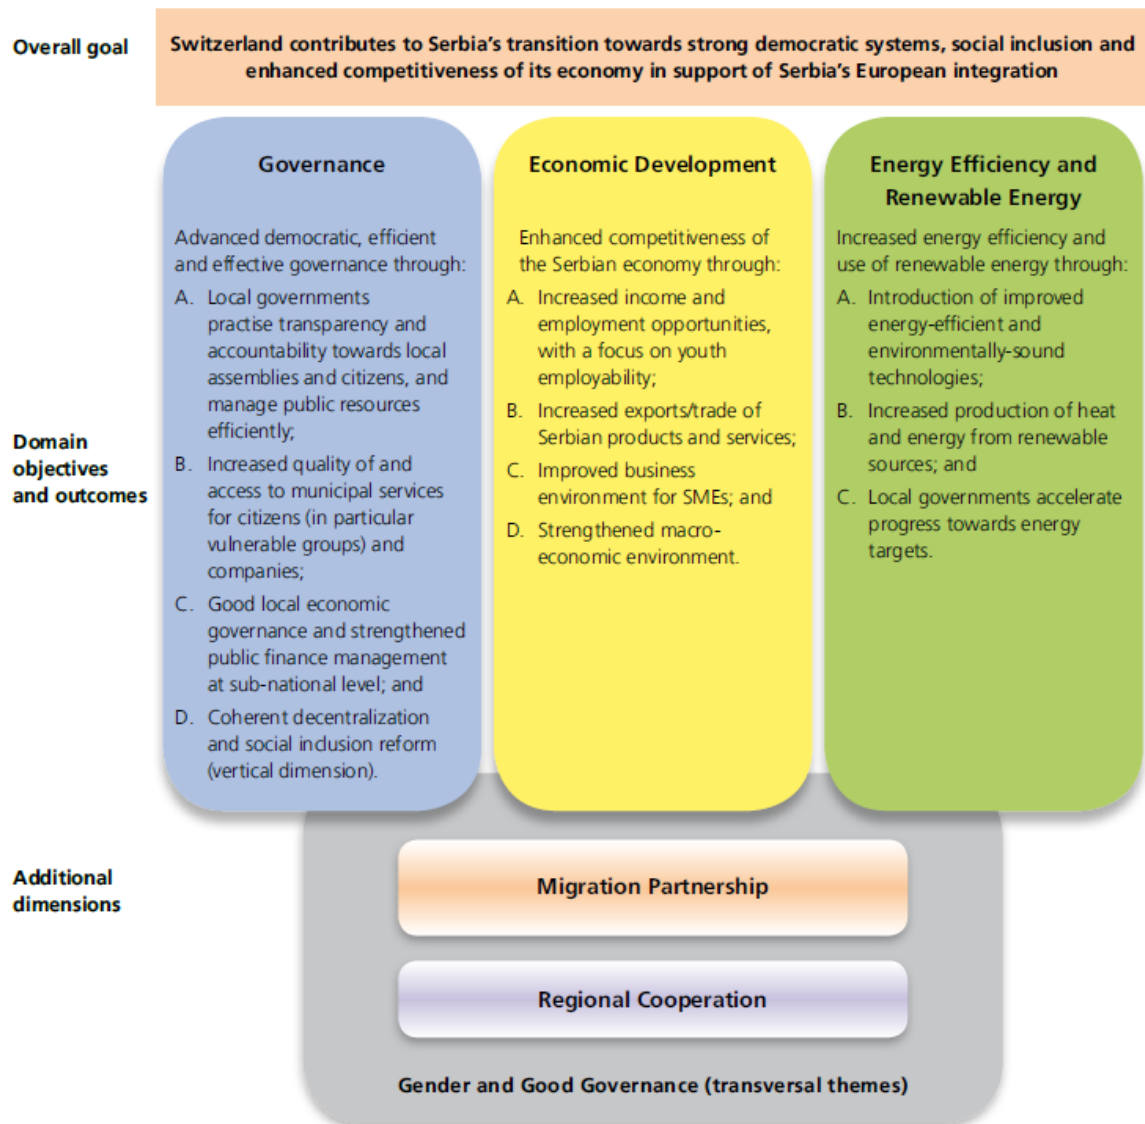 Overall goal
Switzerland contributes to Serbia's transition towards strong democratic systems, social inclusion and
enhanced competitiveness of its economy in support of Serbia's European integration
Domain
objectives
and outcomes
Governance
Advanced democratic, efficient
and effective governance through:
A. Local governments
practise transparency and
accountability towards local
assemblies and citizens, and
manage public resources
efficiently;
B. Increased quality of and
access to municipal services
for citizens (in particular
vulnerable groups) and
companies;
C. Good local economic
governance and strengthened
public finance management
at sub-national level; and
D. Coherent decentralization
and social inclusion reform
(vertical dimension).
Economic Development
Enhanced competitiveness of
the Serbian economy through:
A. Increased income and
employment opportunities,
with a focus on youth
employability;
B. Increased exports/trade of
Serbian products and services;
C. Improved business
environment for SMEs; and
D. Strengthened macro-
economic environment.
Energy Efficiency and
Renewable Energy
Increased energy efficiency and
use of renewable energy through:
A. Introduction of improved
energy-efficient and
environmentally-sound
technologies;
B. Increased production of heat
and energy from renewable
sources; and
C. Local governments accelerate
progress towards energy
targets.
Additional
dimensions
Migration Partnership
Regional Cooperation
Gender and Good Governance (transversal themes)